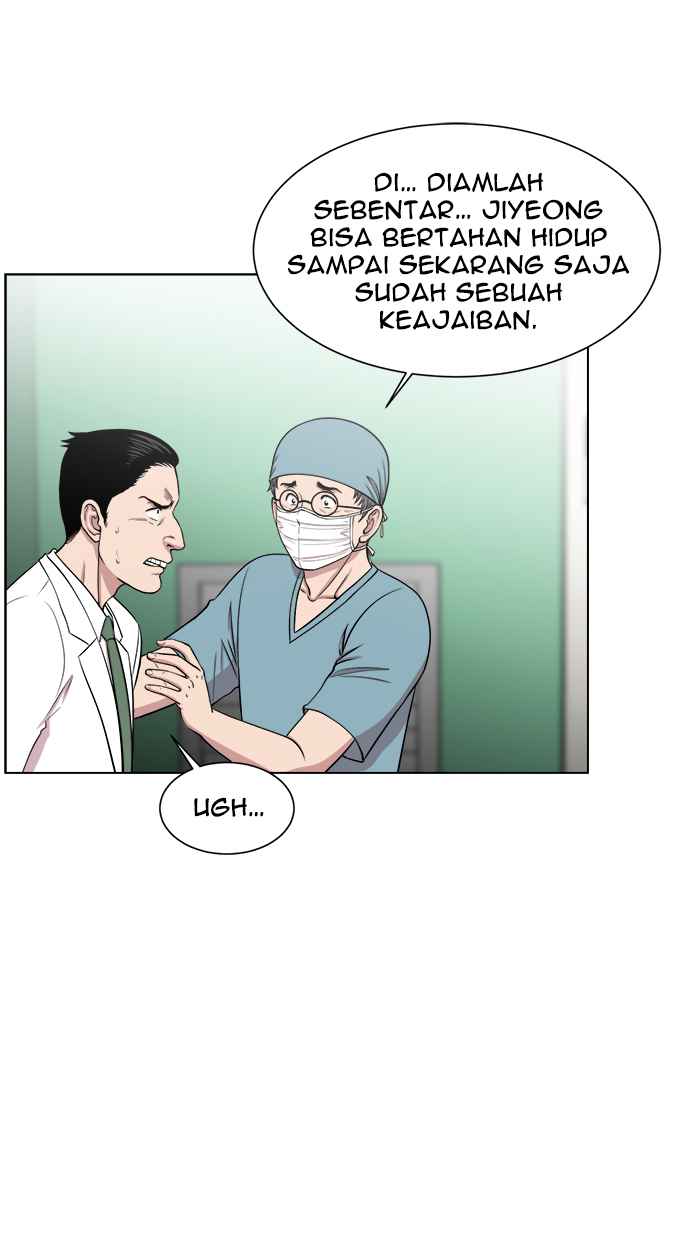 DI... DIAMLAH
SEBENTAR... JIYEONG
BISA BERTAHAN HIDUP
SAMPAI SEKARANG SAJA
SUDAH SEBUAH
KEAJAIBAN.
UGH...